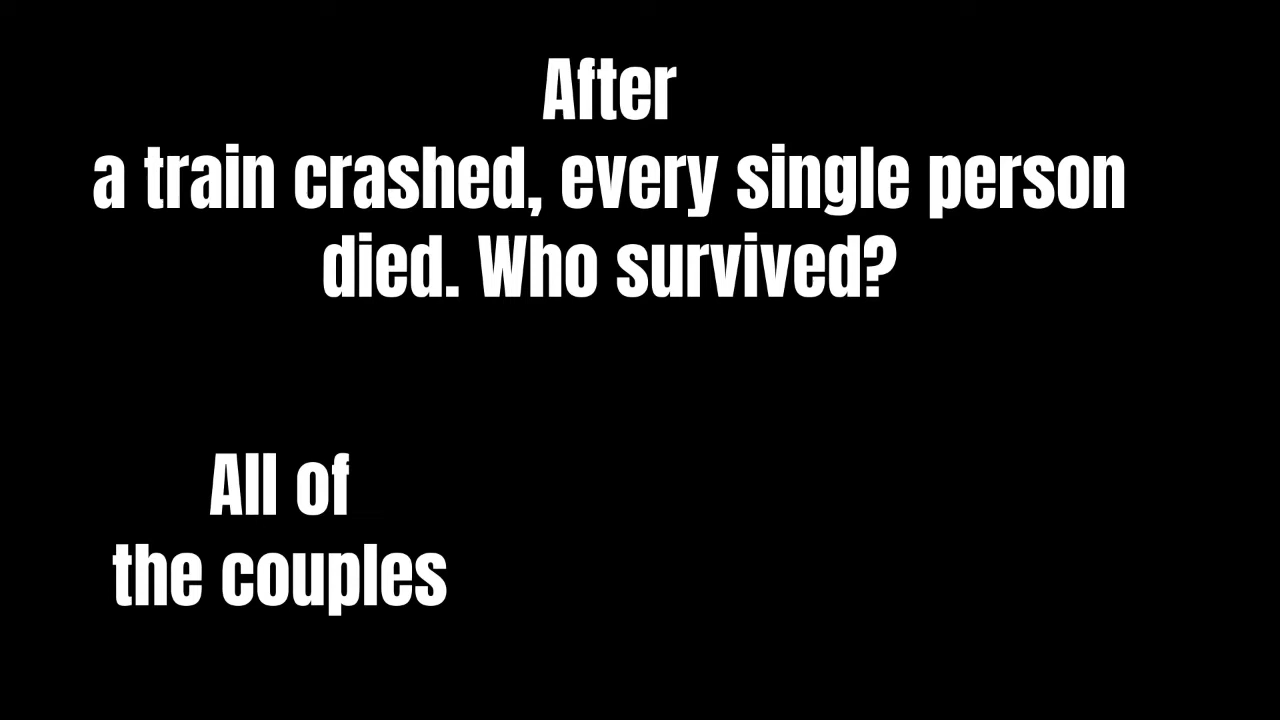 After
a train crashed, every single person
died. Who survived?
All of
the couples